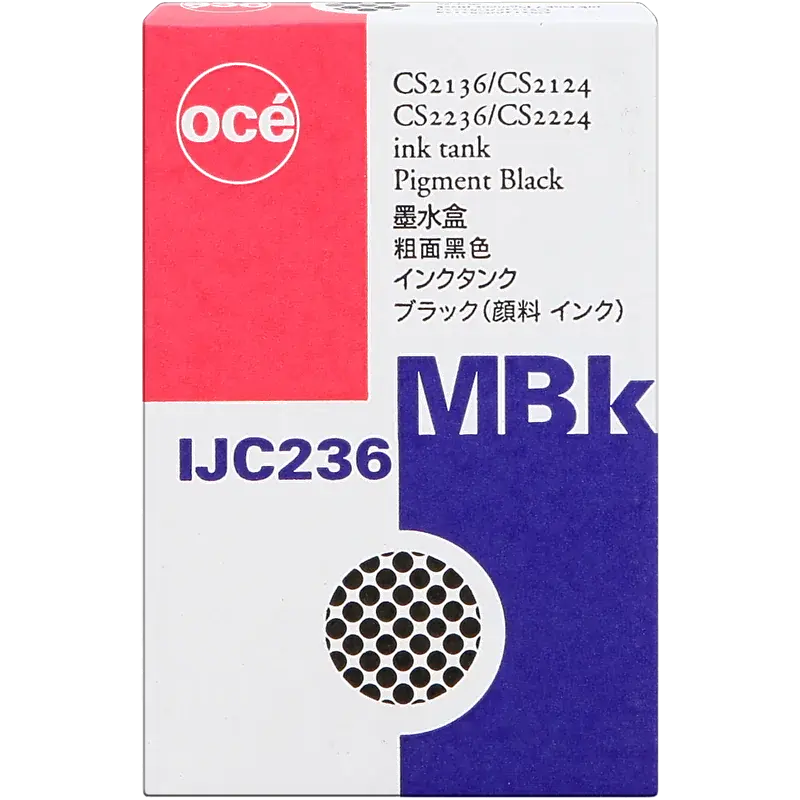 océ
CS2136/CS2124
CS2236/CS2224
ink tank
Pigment Black
墨水盒
粗面黑色
インクタンク
ブラック（顔料 インク）
MBk
IJC236